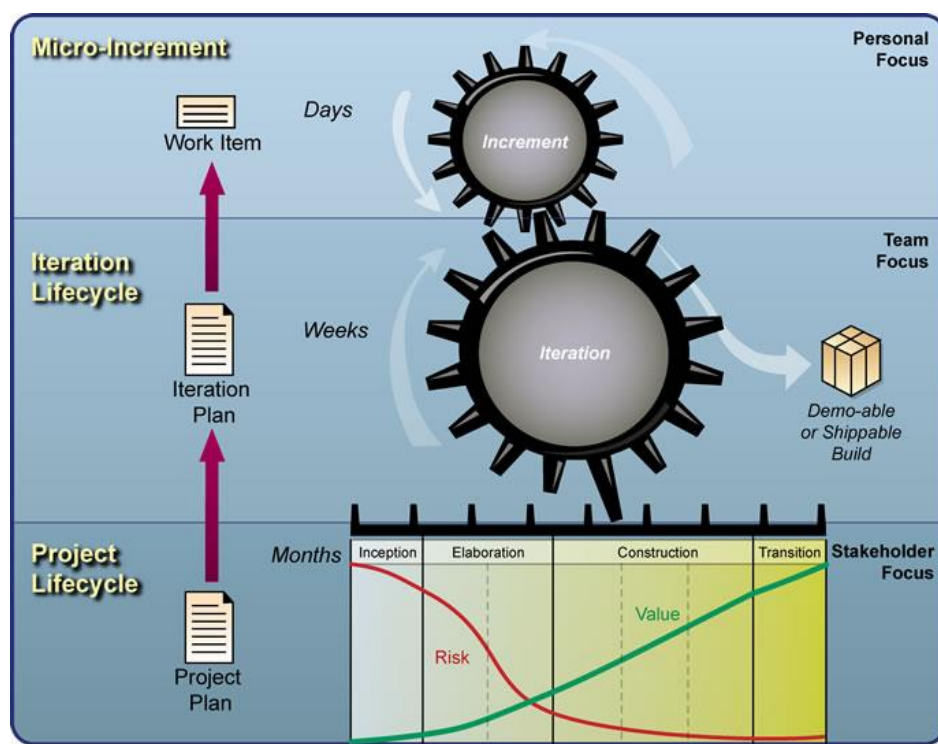 Micro-Increment
Personal
Focus
Days
Work Item
Increment
Iteration
Lifecycle
Team
Focus
Weeks
Iteration
Iteration
Plan
Demo-able
or Shippable
Build
Project
Lifecycle
Months
Inception
Elaboration
Construction
Transition
Stakeholder
Focus
Value
Risk
Project
Plan